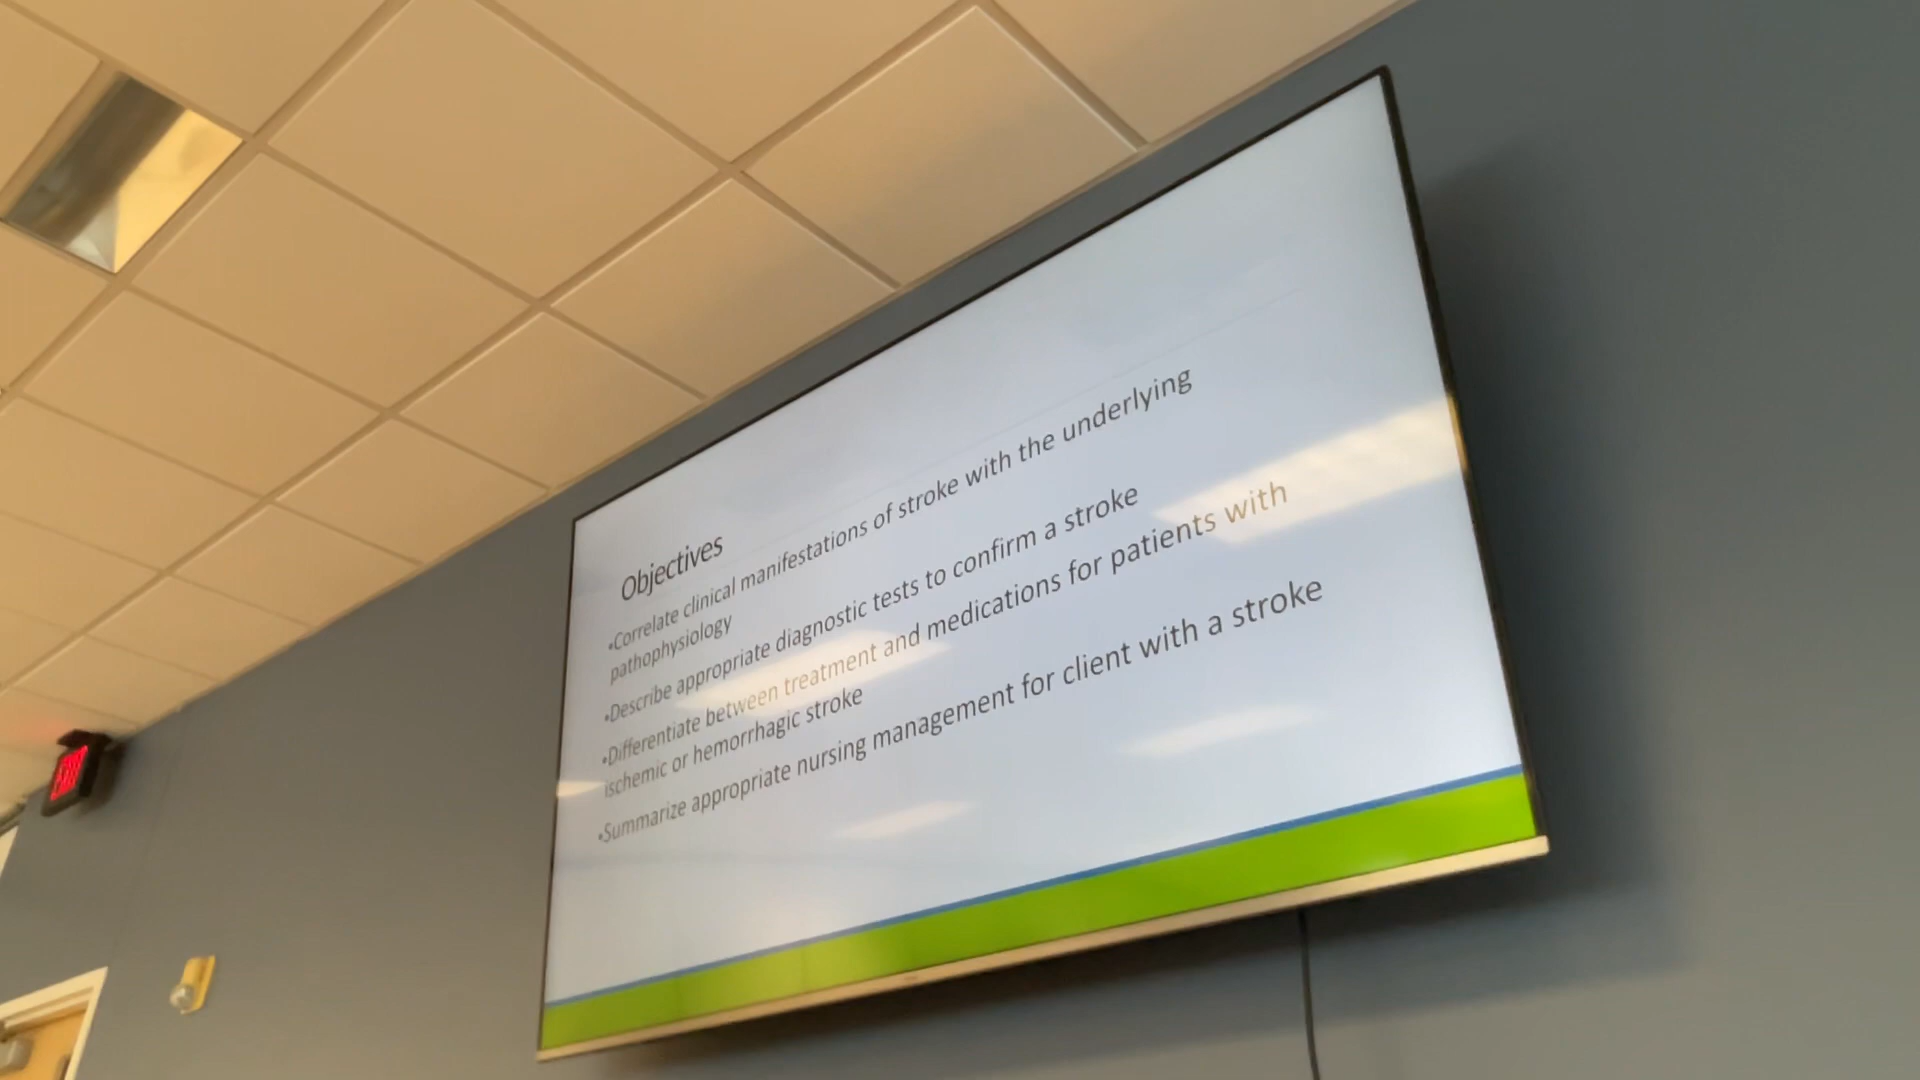 Objectives
•Correlate clinical manifestations of stroke with the underlying
pathophysiology
•Describe appropriate diagnostic tests to confirm a stroke
•Differentiate between treatment and medications for patients with
ischemic or hemorrhagic stroke
•Summarize appropriate nursing management for client with a stroke